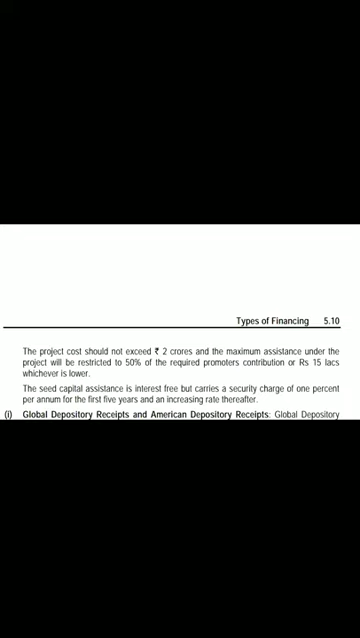 Types of Financing 5.10
The project cost should not exceed ₹ 2 crores and the maximum assistance under the
project will be restricted to 50% of the required promoters contribution or Rs 15 lacs
whichever is lower.
The seed capital assistance is interest free but carries a security charge of one percent
per annum for the first five years and an increasing rate thereafter.
(i) Global Depository Receipts and American Depository Receipts: Global Depository